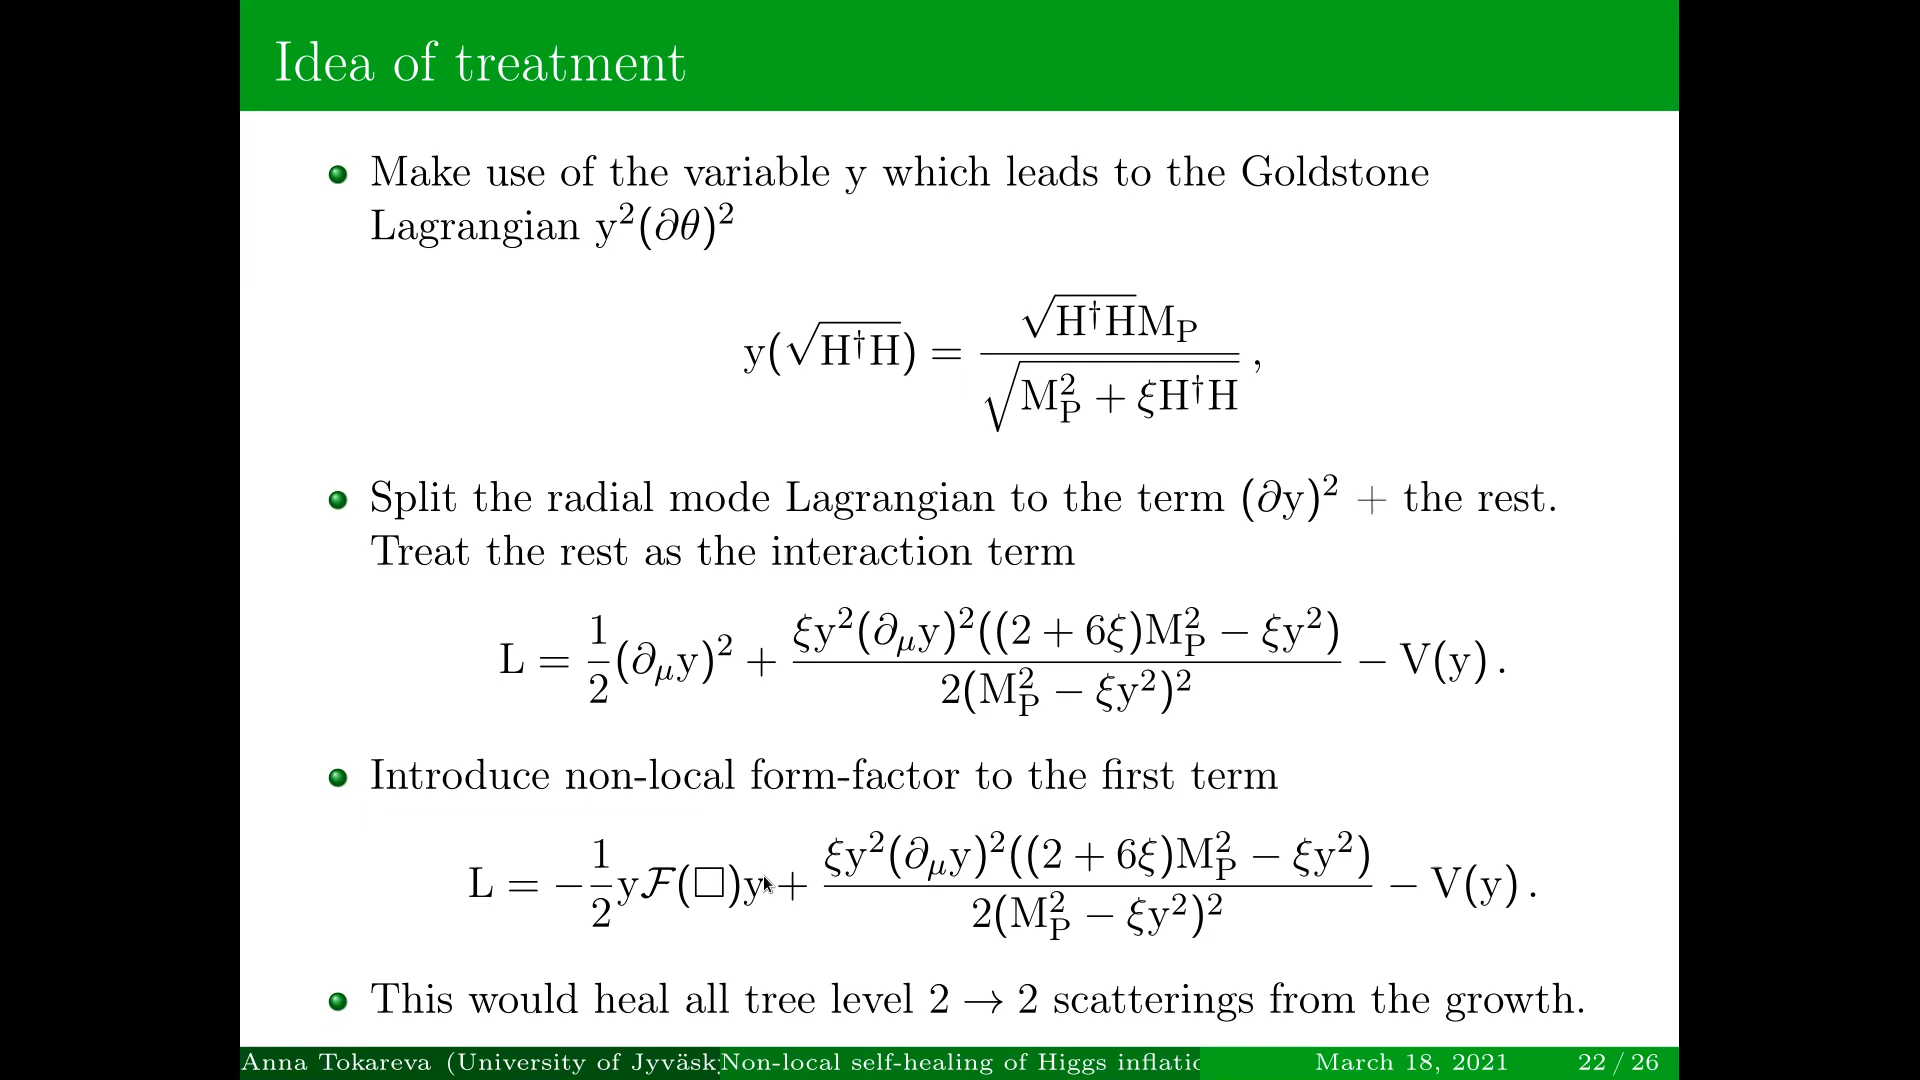 Idea of treatment
Make use of the variable y which leads to the Goldstone
Lagrangian y²(∂θ)²
y(√H†H) = √H†H M_P / √(M_P² + ξH†H) ,
Split the radial mode Lagrangian to the term (∂y)² + the rest.
Treat the rest as the interaction term
L = 1/2 (∂_μy)² + ξy²(∂_μy)²((2 + 6ξ)M_P² − ξy²) / 2(M_P² − ξy²)² − V(y) .
Introduce non-local form-factor to the first term
L = −1/2 yℱ(□)y + ξy²(∂_μy)²((2 + 6ξ)M_P² − ξy²) / 2(M_P² − ξy²)² − V(y) .
This would heal all tree level 2 → 2 scatterings from the growth.
Anna Tokareva (University of Jyväsk Non-local self-healing of Higgs inflatic March 18, 2021 22 / 26